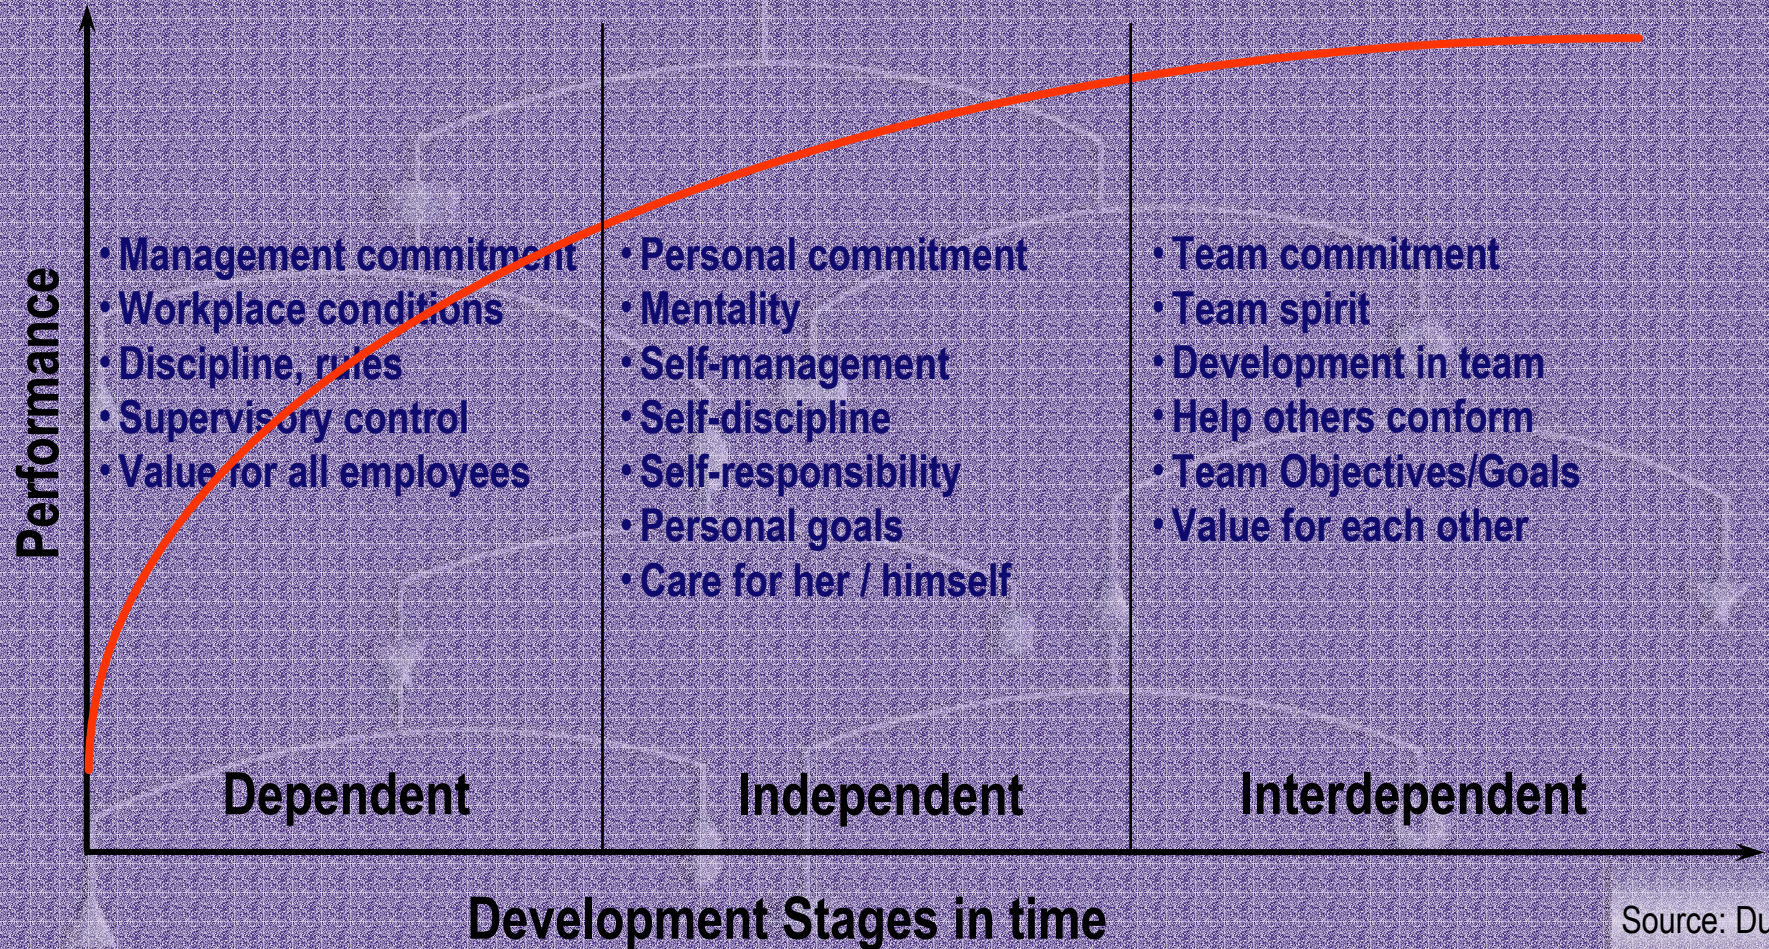 Performance
• Management commitment
• Workplace conditions
• Discipline, rules
• Supervisory control
• Value for all employees
• Personal commitment
• Mentality
• Self-management
• Self-discipline
• Self-responsibility
• Personal goals
• Care for her / himself
• Team commitment
• Team spirit
• Development in team
• Help others conform
• Team Objectives/Goals
• Value for each other
Dependent
Independent
Interdependent
Development Stages in time
Source: Du